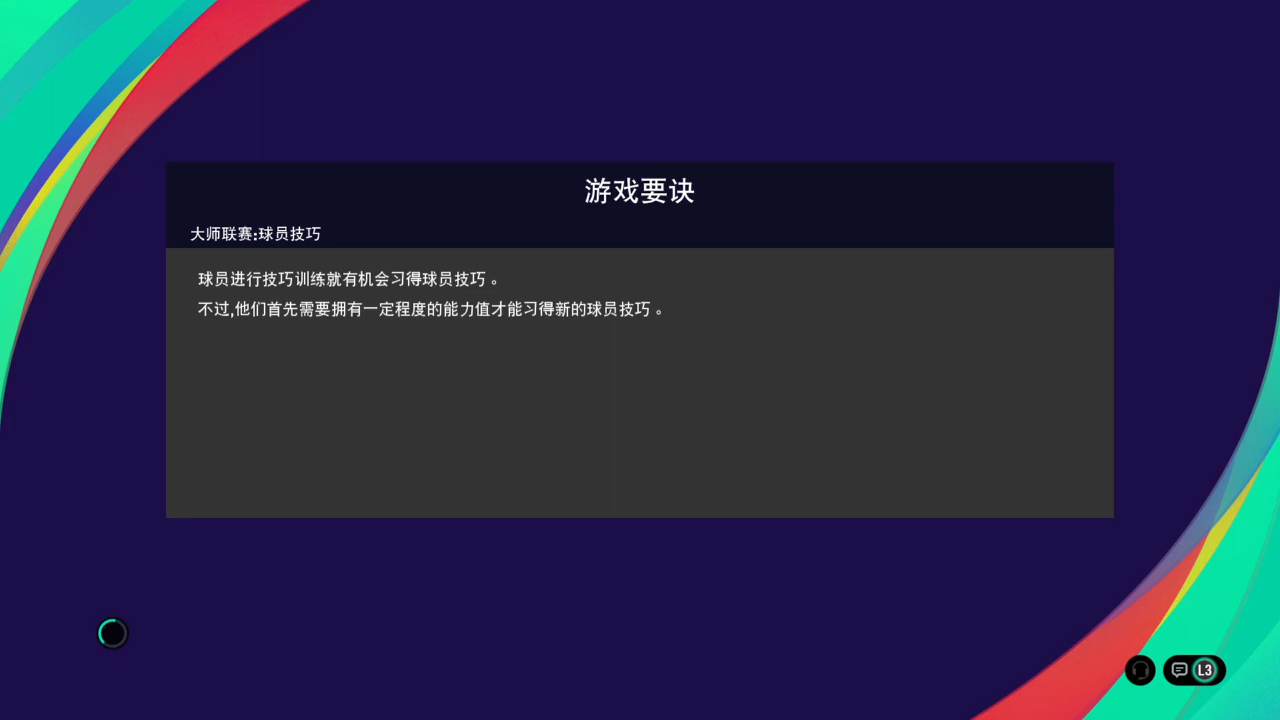 游戏要诀
大师联赛:球员技巧
球员进行技巧训练就有机会习得球员技巧。
不过,他们首先需要拥有一定程度的能力值才能习得新的球员技巧。
L3